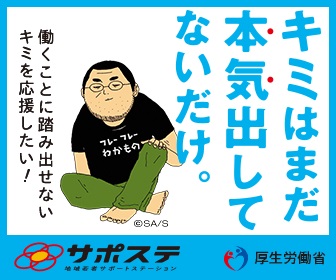 キミはまだ
本気出して
ないだけ。
働くことに踏み出せない
キミを応援したい！
フレーフレー
わかもの
©SA/S
サポステ
地域若者サポートステーション
厚生労働省